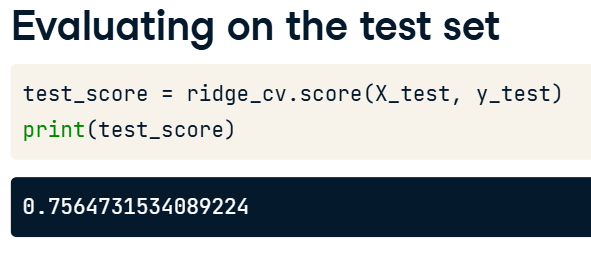 Evaluating on the test set
test_score = ridge_cv.score(X_test, y_test)
print(test_score)
0.7564731534089224